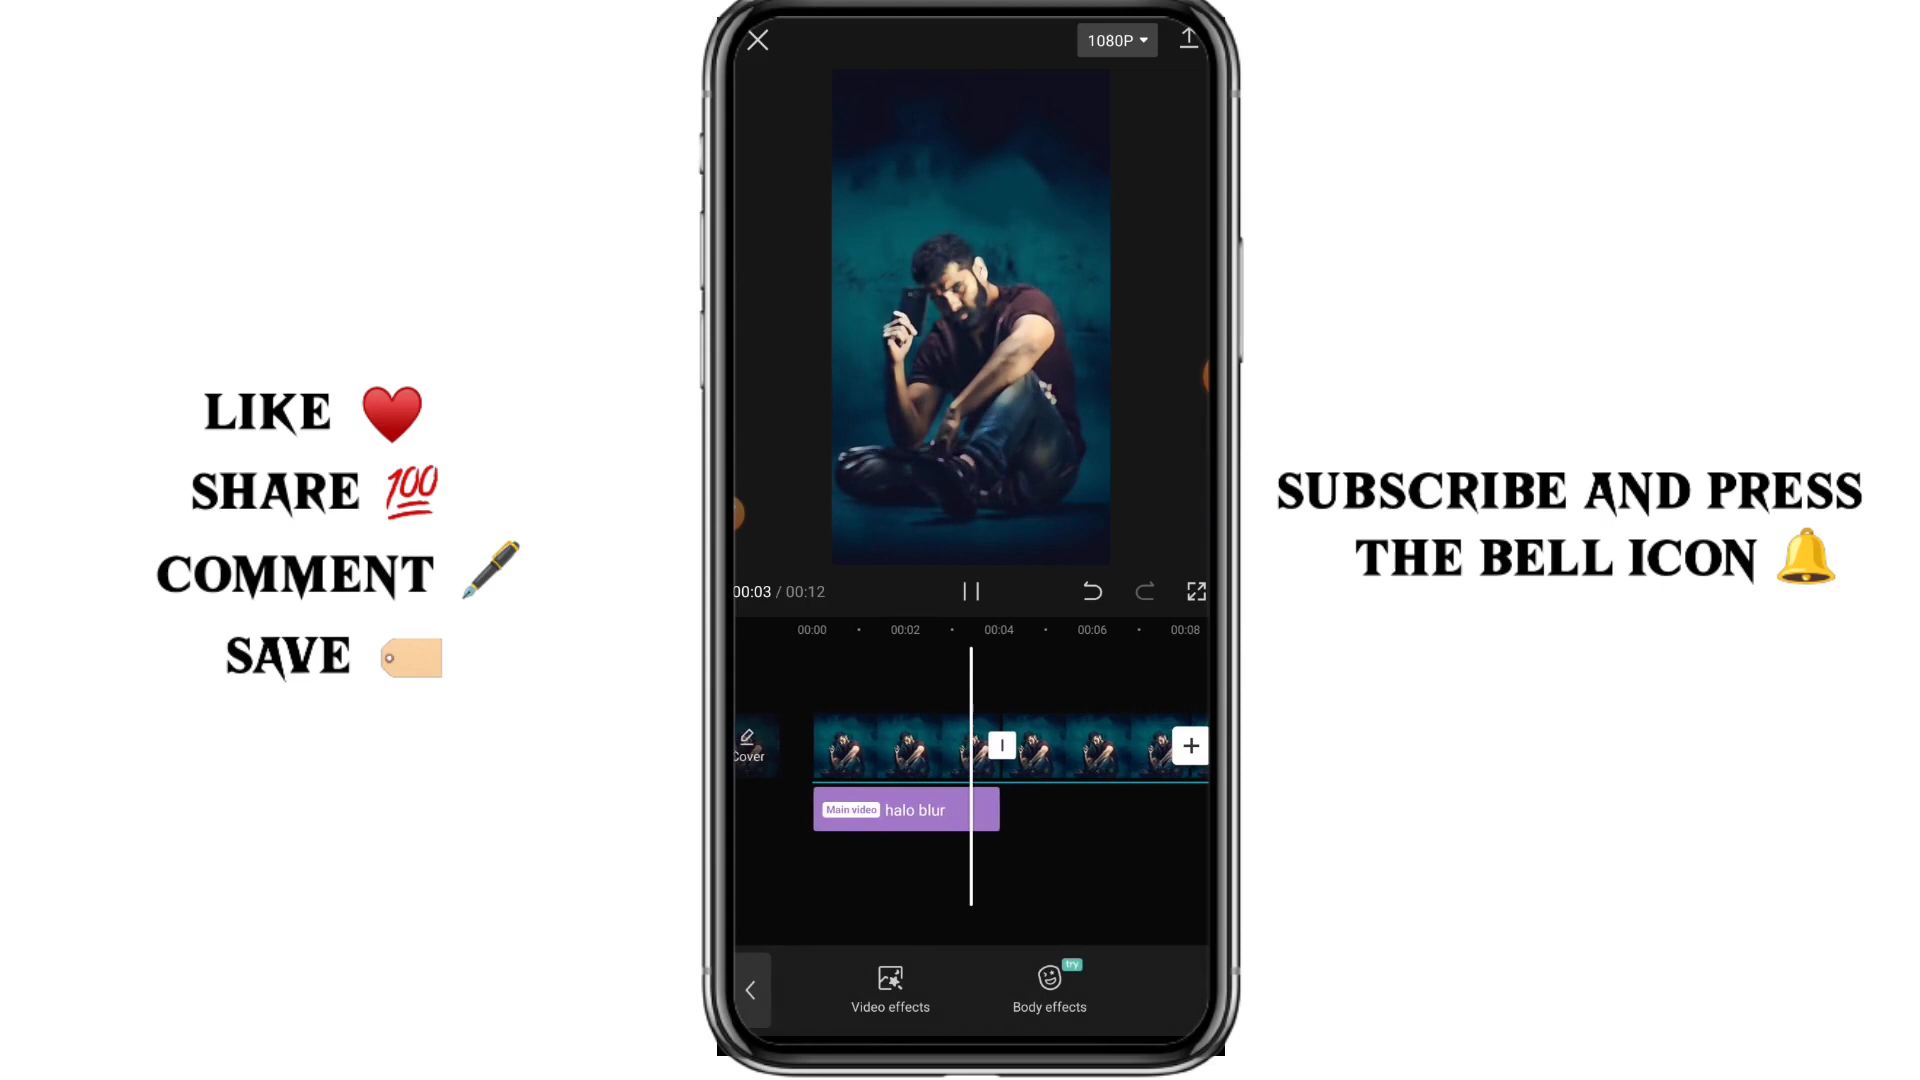 1080P
LIKE ❤️
SHARE 💯
COMMENT 🖋️
SAVE 🏷️
SUBSCRIBE AND PRESS
THE BELL ICON 🔔
00:03 / 00:12
00:00 00:02 00:04 00:06 00:08
Cover
Main video halo blur
try
Video effects
Body effects